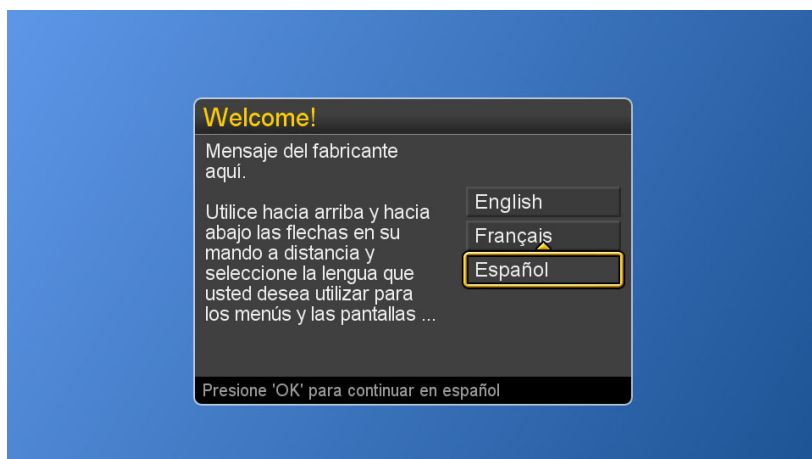 Welcome!
Mensaje del fabricante
aquí.
Utilice hacia arriba y hacia
abajo las flechas en su
mando a distancia y
seleccione la lengua que
usted desea utilizar para
los menús y las pantallas ...
English
Français
Español
Presione 'OK' para continuar en español